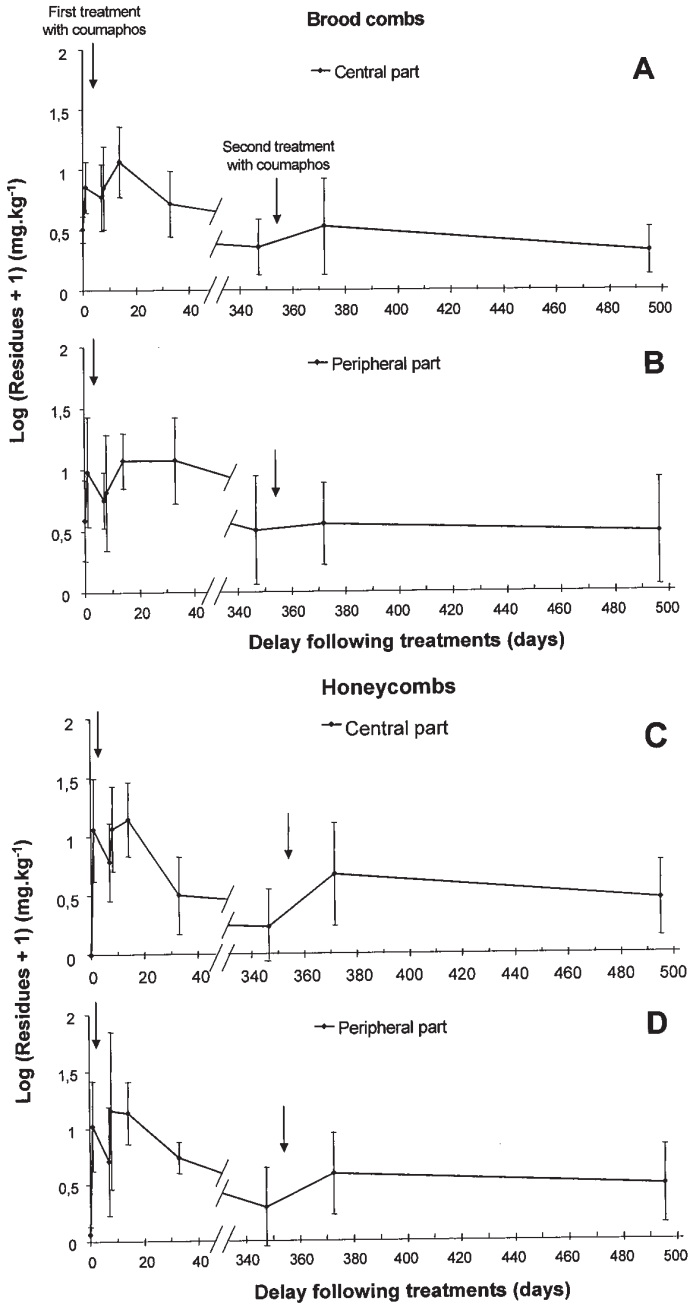 First treatment
with coumaphos
Brood combs
Central part
A
Second treatment
with coumaphos
2
1,5
1
0,5
0
0 20 40 340 360 380 400 420 440 460 480 500
Log (Residues + 1) (mg.kg-1)
Peripheral part
B
2
1,5
1
0,5
0
0 20 40 340 360 380 400 420 440 460 480 500
Delay following treatments (days)
Honeycombs
Central part
C
2
1,5
1
0,5
0
0 20 40 340 360 380 400 420 440 460 480 500
Log (Residues + 1) (mg.kg-1)
Peripheral part
D
2
1,5
1
0,5
0
0 20 40 340 360 380 400 420 440 460 480 500
Delay following treatments (days)